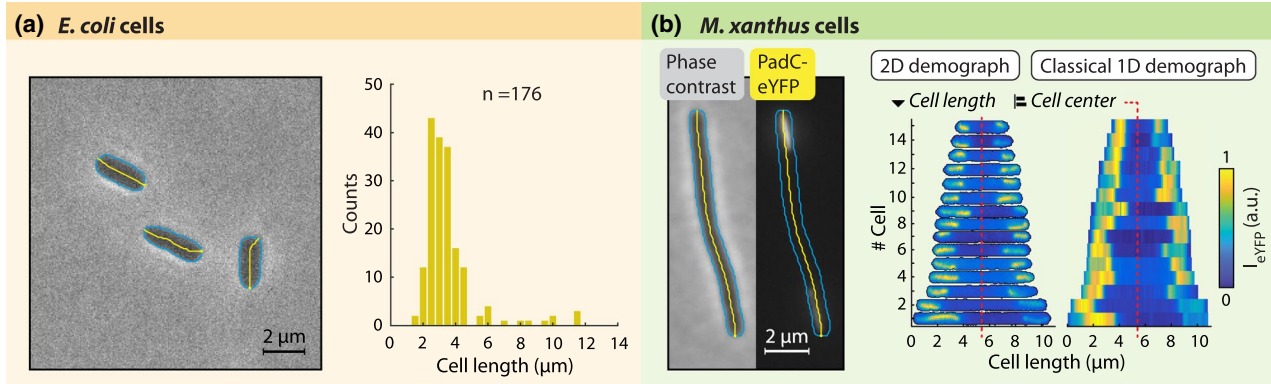 (a) E. coli cells
2 µm
n =176
50
40
30
20
10
0
Counts
0 2 4 6 8 10 12 14
Cell length (µm)
(b) M. xanthus cells
Phase
contrast
PadC-
eYFP
2 µm
2D demograph
Classical 1D demograph
Cell length
Cell center
14
12
10
8
6
4
2
# Cell
0 2 4 6 8 10
0 2 4 6 8 10
Cell length (µm)
1
0
IeYFP (a.u.)